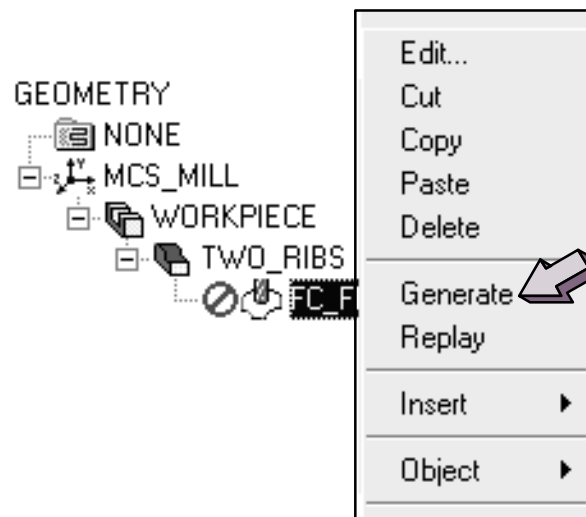 GEOMETRY
NONE
MCS_MILL
WORKPIECE
TWO_RIBS
FC_F
Edit...
Cut
Copy
Paste
Delete
Generate
Replay
Insert
Object